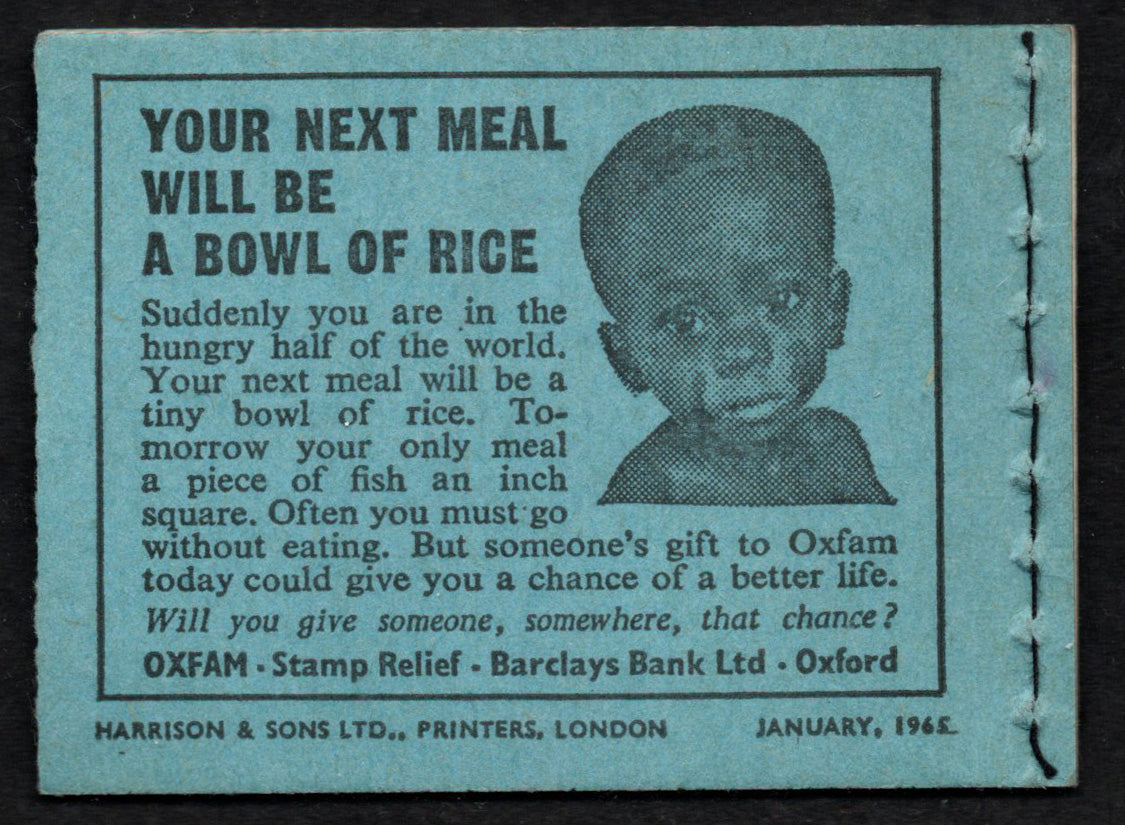 YOUR NEXT MEAL
WILL BE
A BOWL OF RICE
Suddenly you are in the
hungry half of the world.
Your next meal will be a
tiny bowl of rice. To-
morrow your only meal
a piece of fish an inch
square. Often you must go
without eating. But someone's gift to Oxfam
today could give you a chance of a better life.
Will you give someone, somewhere, that chance?
OXFAM · Stamp Relief · Barclays Bank Ltd · Oxford
HARRISON & SONS LTD., PRINTERS, LONDON JANUARY, 1965